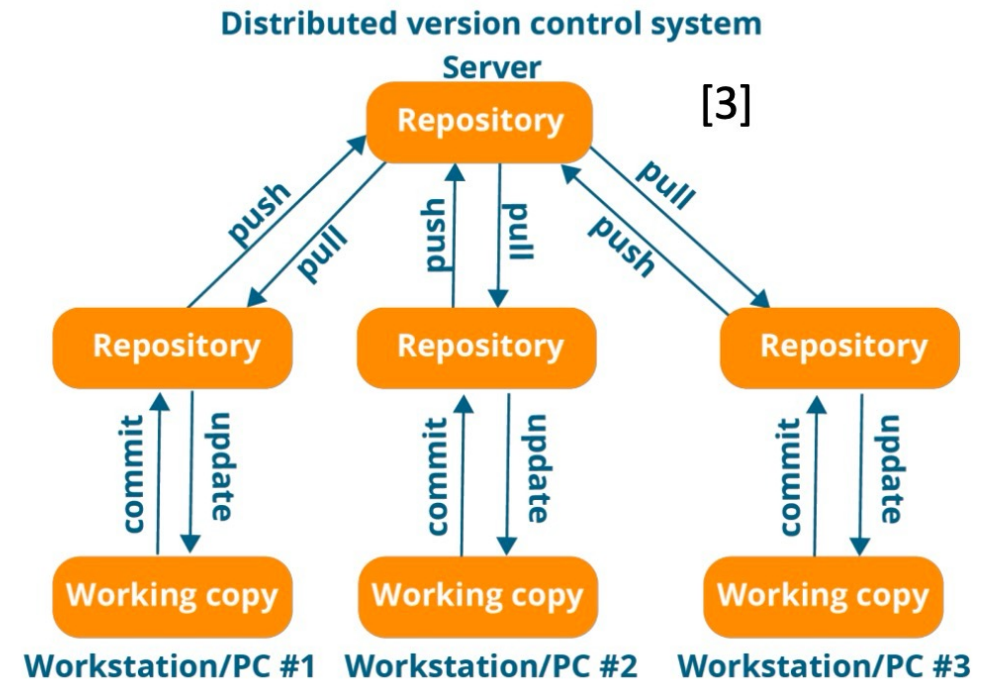 Distributed version control system
Server
Repository
[3]
push
pull
push
pull
push
pull
Repository
Repository
Repository
commit
update
commit
update
commit
update
Working copy
Working copy
Working copy
Workstation/PC #1
Workstation/PC #2
Workstation/PC #3